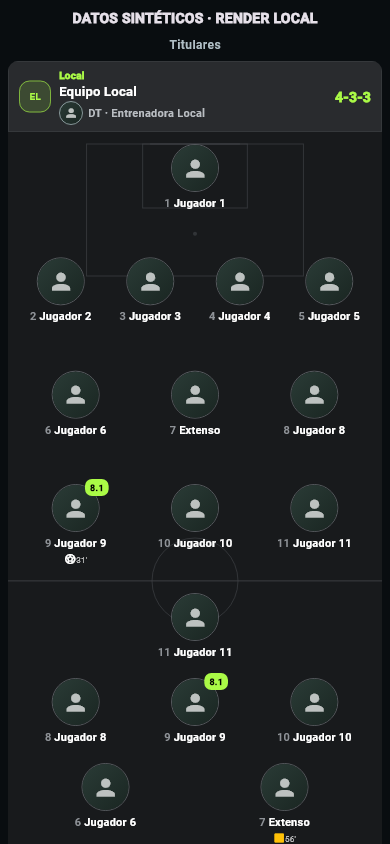 DATOS SINTÉTICOS · RENDER LOCAL
Titulares
Local
EL
Equipo Local
4-3-3
DT · Entrenadora Local
1 Jugador 1
2 Jugador 2
3 Jugador 3
4 Jugador 4
5 Jugador 5
6 Jugador 6
7 Extenso
8 Jugador 8
8.1
9 Jugador 9
10 Jugador 10
11 Jugador 11
31'
11 Jugador 11
8.1
8 Jugador 8
9 Jugador 9
10 Jugador 10
6 Jugador 6
7 Extenso
56'